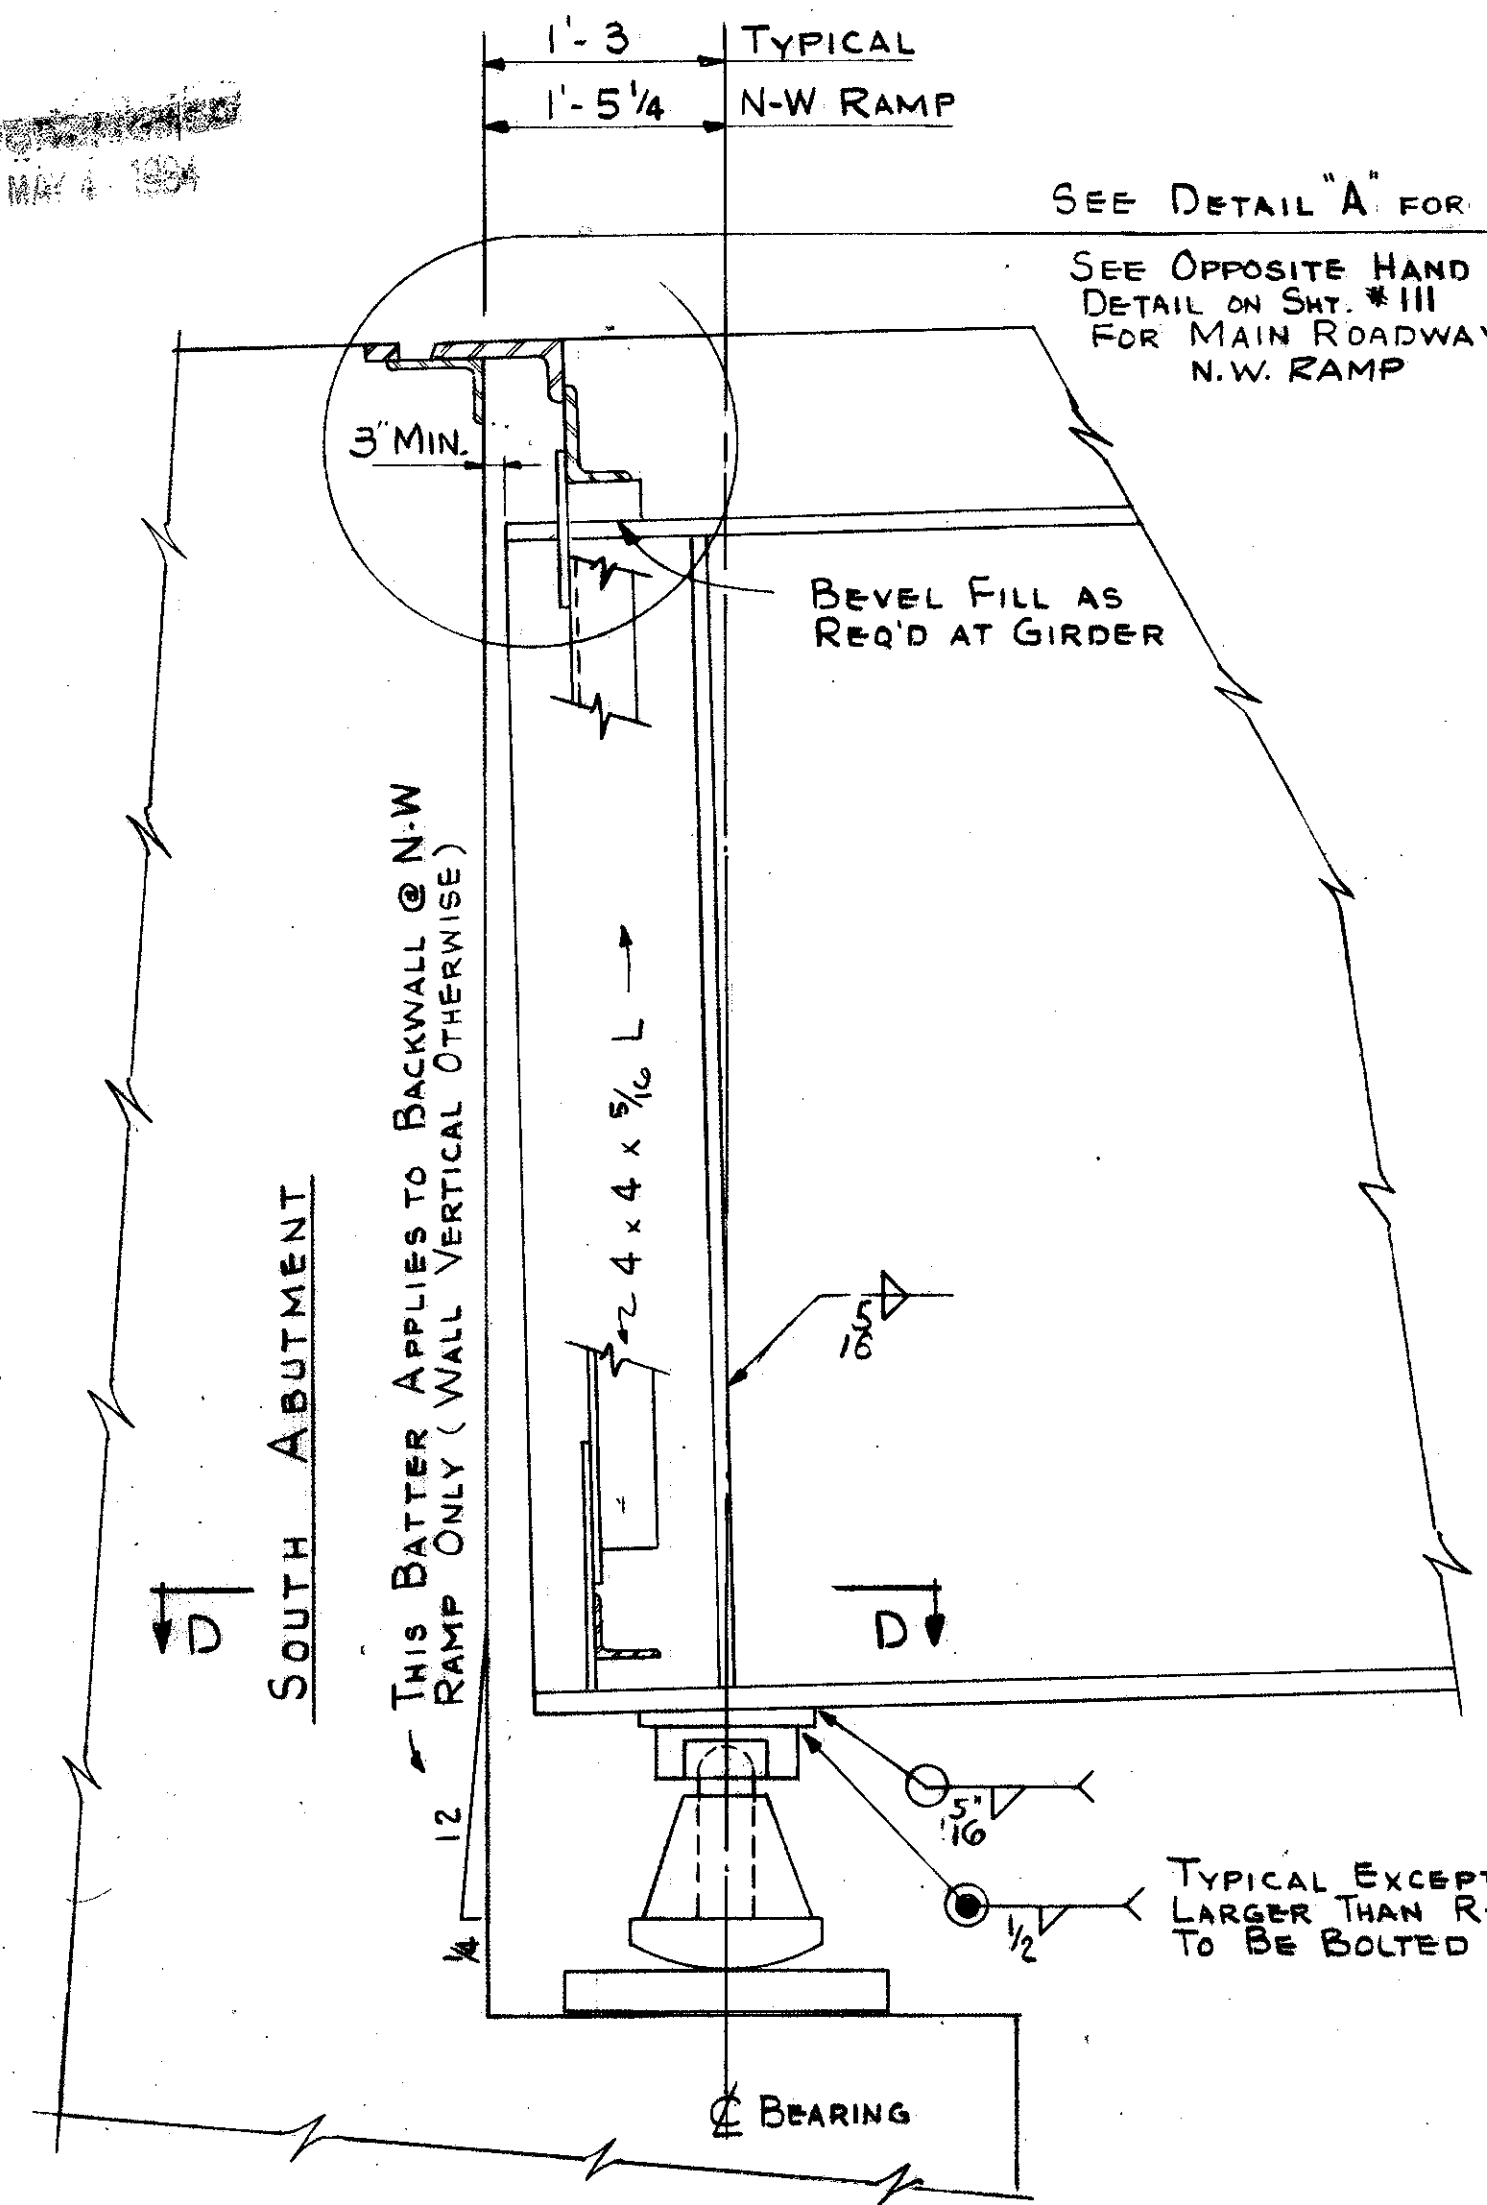 1'- 3 TYPICAL
1'- 5 1/4 N-W RAMP
MAY 4 1984
SEE DETAIL "A" FOR
SEE OPPOSITE HAND
DETAIL ON SHT. #111
FOR MAIN ROADWAY
N.W. RAMP
3" MIN.
BEVEL FILL AS
REQ'D AT GIRDER
THIS BATTER APPLIES TO BACKWALL @ N-W
RAMP ONLY (WALL VERTICAL OTHERWISE)
SOUTH ABUTMENT
4 x 4 x 5/16 L
5/16
D
D
12
1/4
5/16"
1/2
TYPICAL EXCEPT
LARGER THAN R-
TO BE BOLTED
℄ BEARING